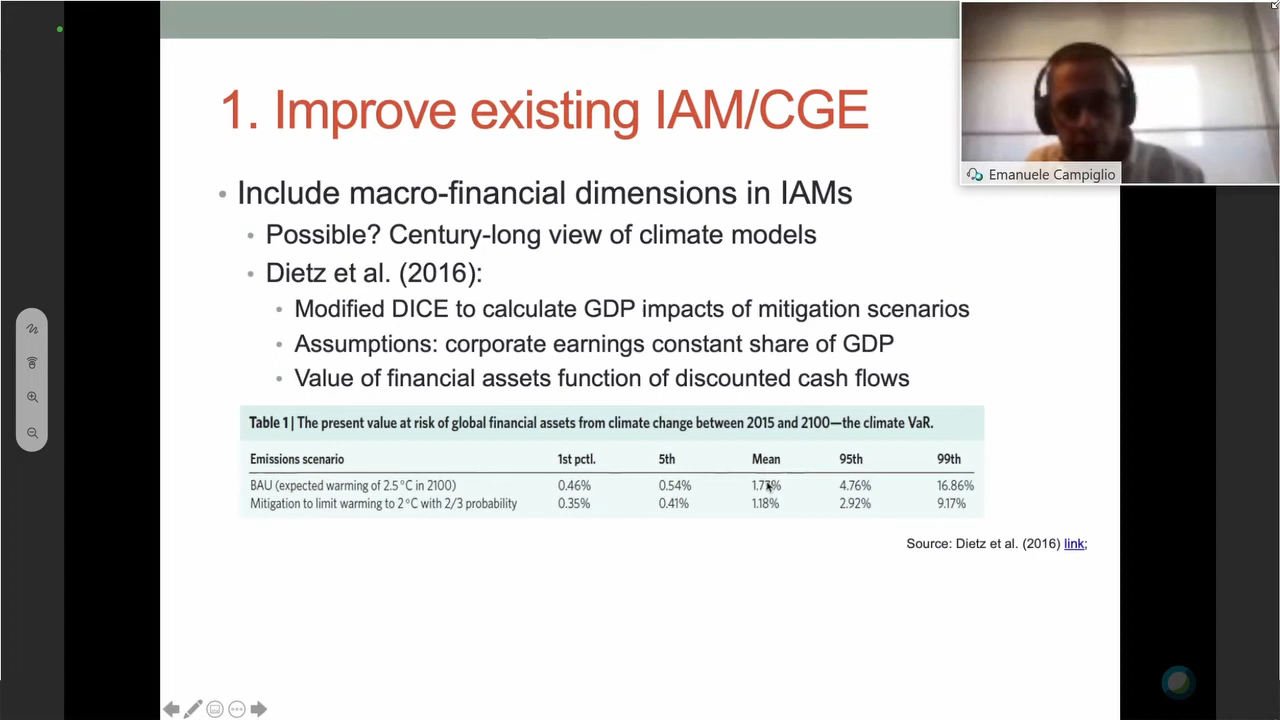 1. Improve existing IAM/CGE
Emanuele Campiglio
• Include macro-financial dimensions in IAMs
• Possible? Century-long view of climate models
• Dietz et al. (2016):
• Modified DICE to calculate GDP impacts of mitigation scenarios
• Assumptions: corporate earnings constant share of GDP
• Value of financial assets function of discounted cash flows
Table 1 | The present value at risk of global financial assets from climate change between 2015 and 2100—the climate VaR.
Emissions scenario 1st pctl. 5th Mean 95th 99th
BAU (expected warming of 2.5 °C in 2100) 0.46% 0.54% 4.76% 16.86%
Mitigation to limit warming to 2 °C with 2/3 probability 0.35% 0.41% 1.18% 2.92% 9.17%
Source: Dietz et al. (2016) link;